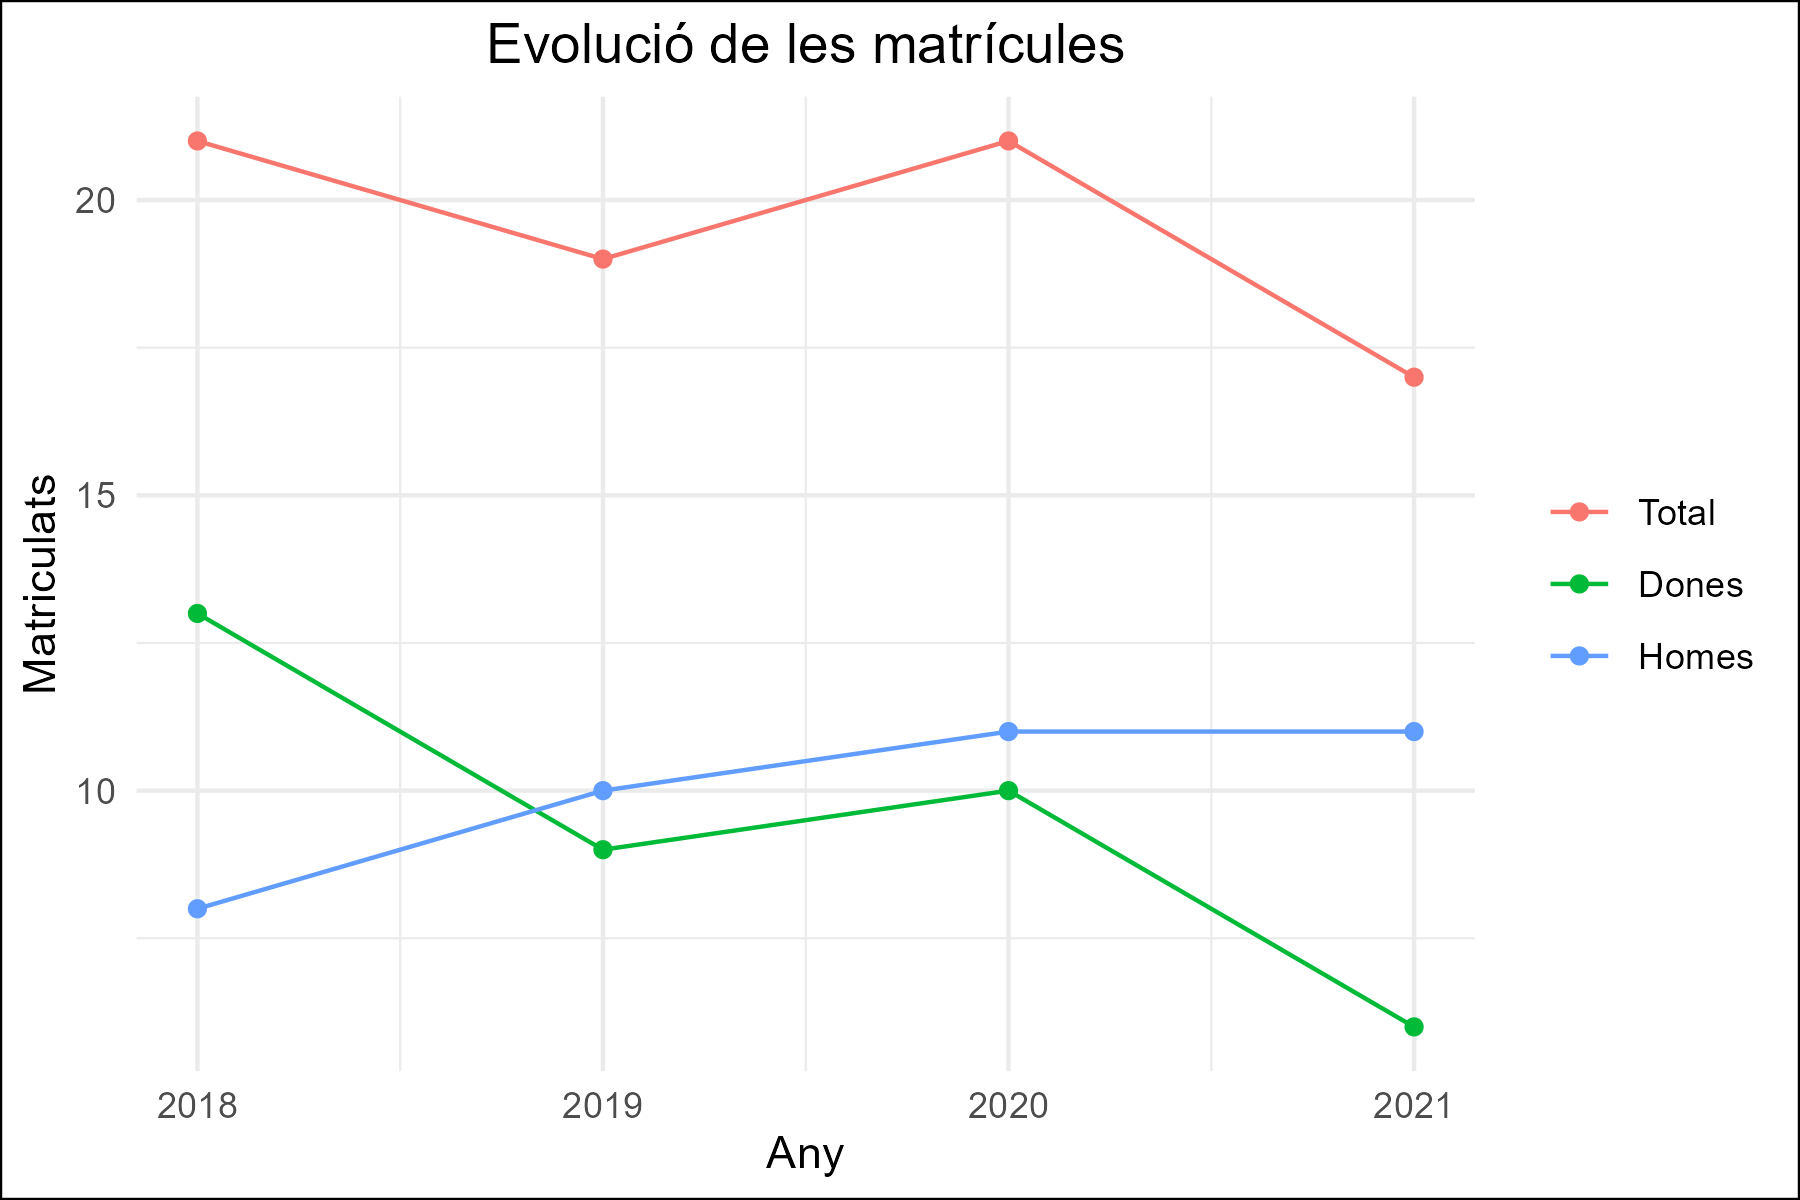 Evolució de les matrícules
Matriculats
20
15
10
2018
2019
2020
2021
Any
Total
Dones
Homes